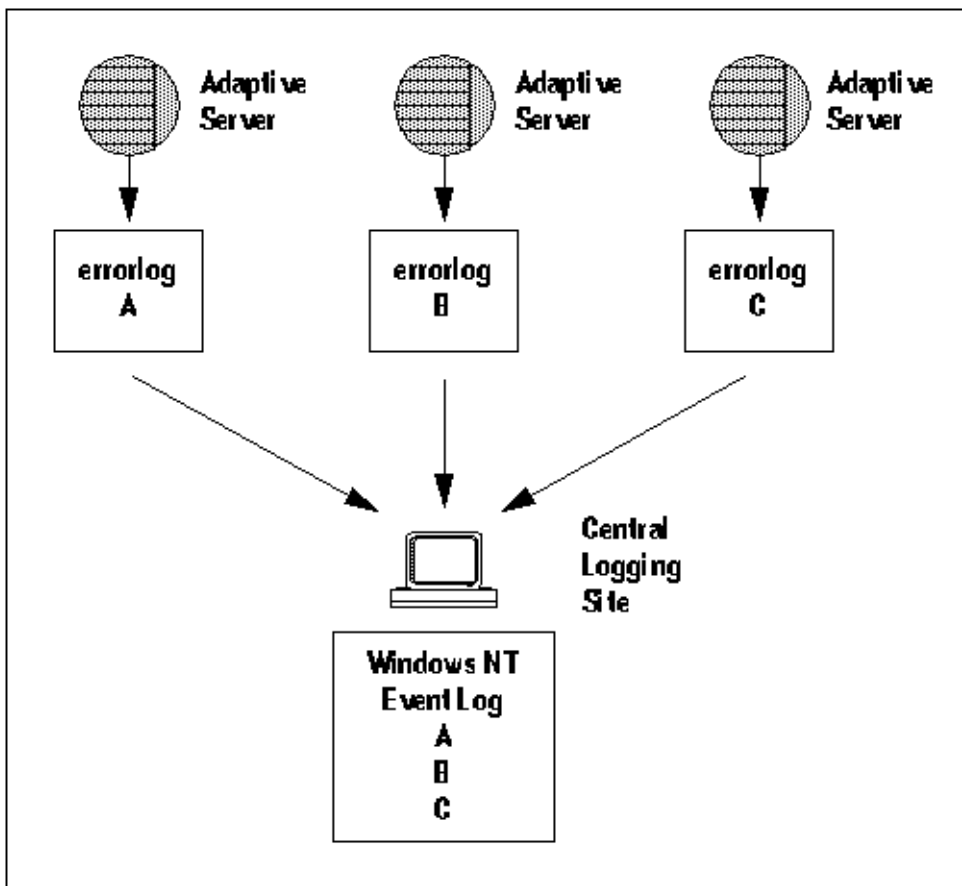 Adaptive
Server
Adaptive
Server
Adaptive
Server
errorlog
A
errorlog
B
errorlog
C
Central
Logging
Site
Windows NT
Event Log
A
B
C